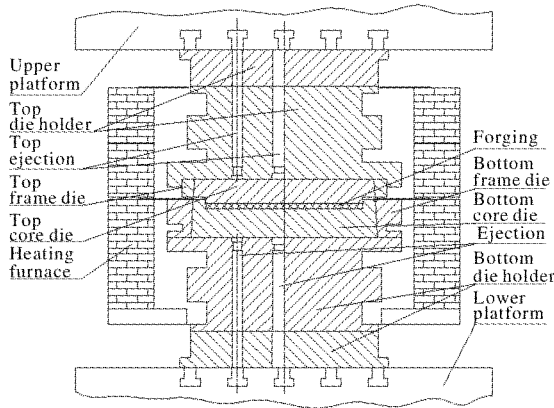 Upper
platform
Top
die holder
Top
ejection
Top
frame die
Top
core die
Heating
furnace
Forging
Bottom
frame die
Bottom
core die
Ejection
Bottom
die holder
Lower
platform